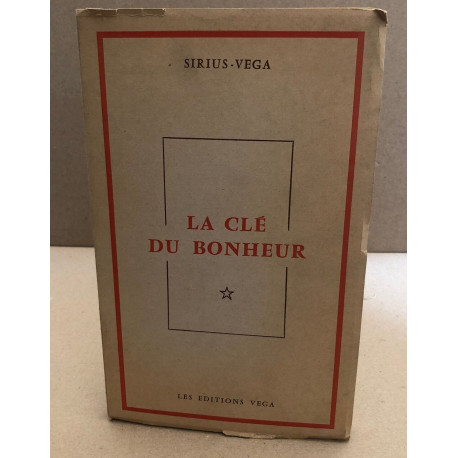 SIRIUS-VEGA
LA CLÉ
DU BONHEUR
LES EDITIONS VEGA